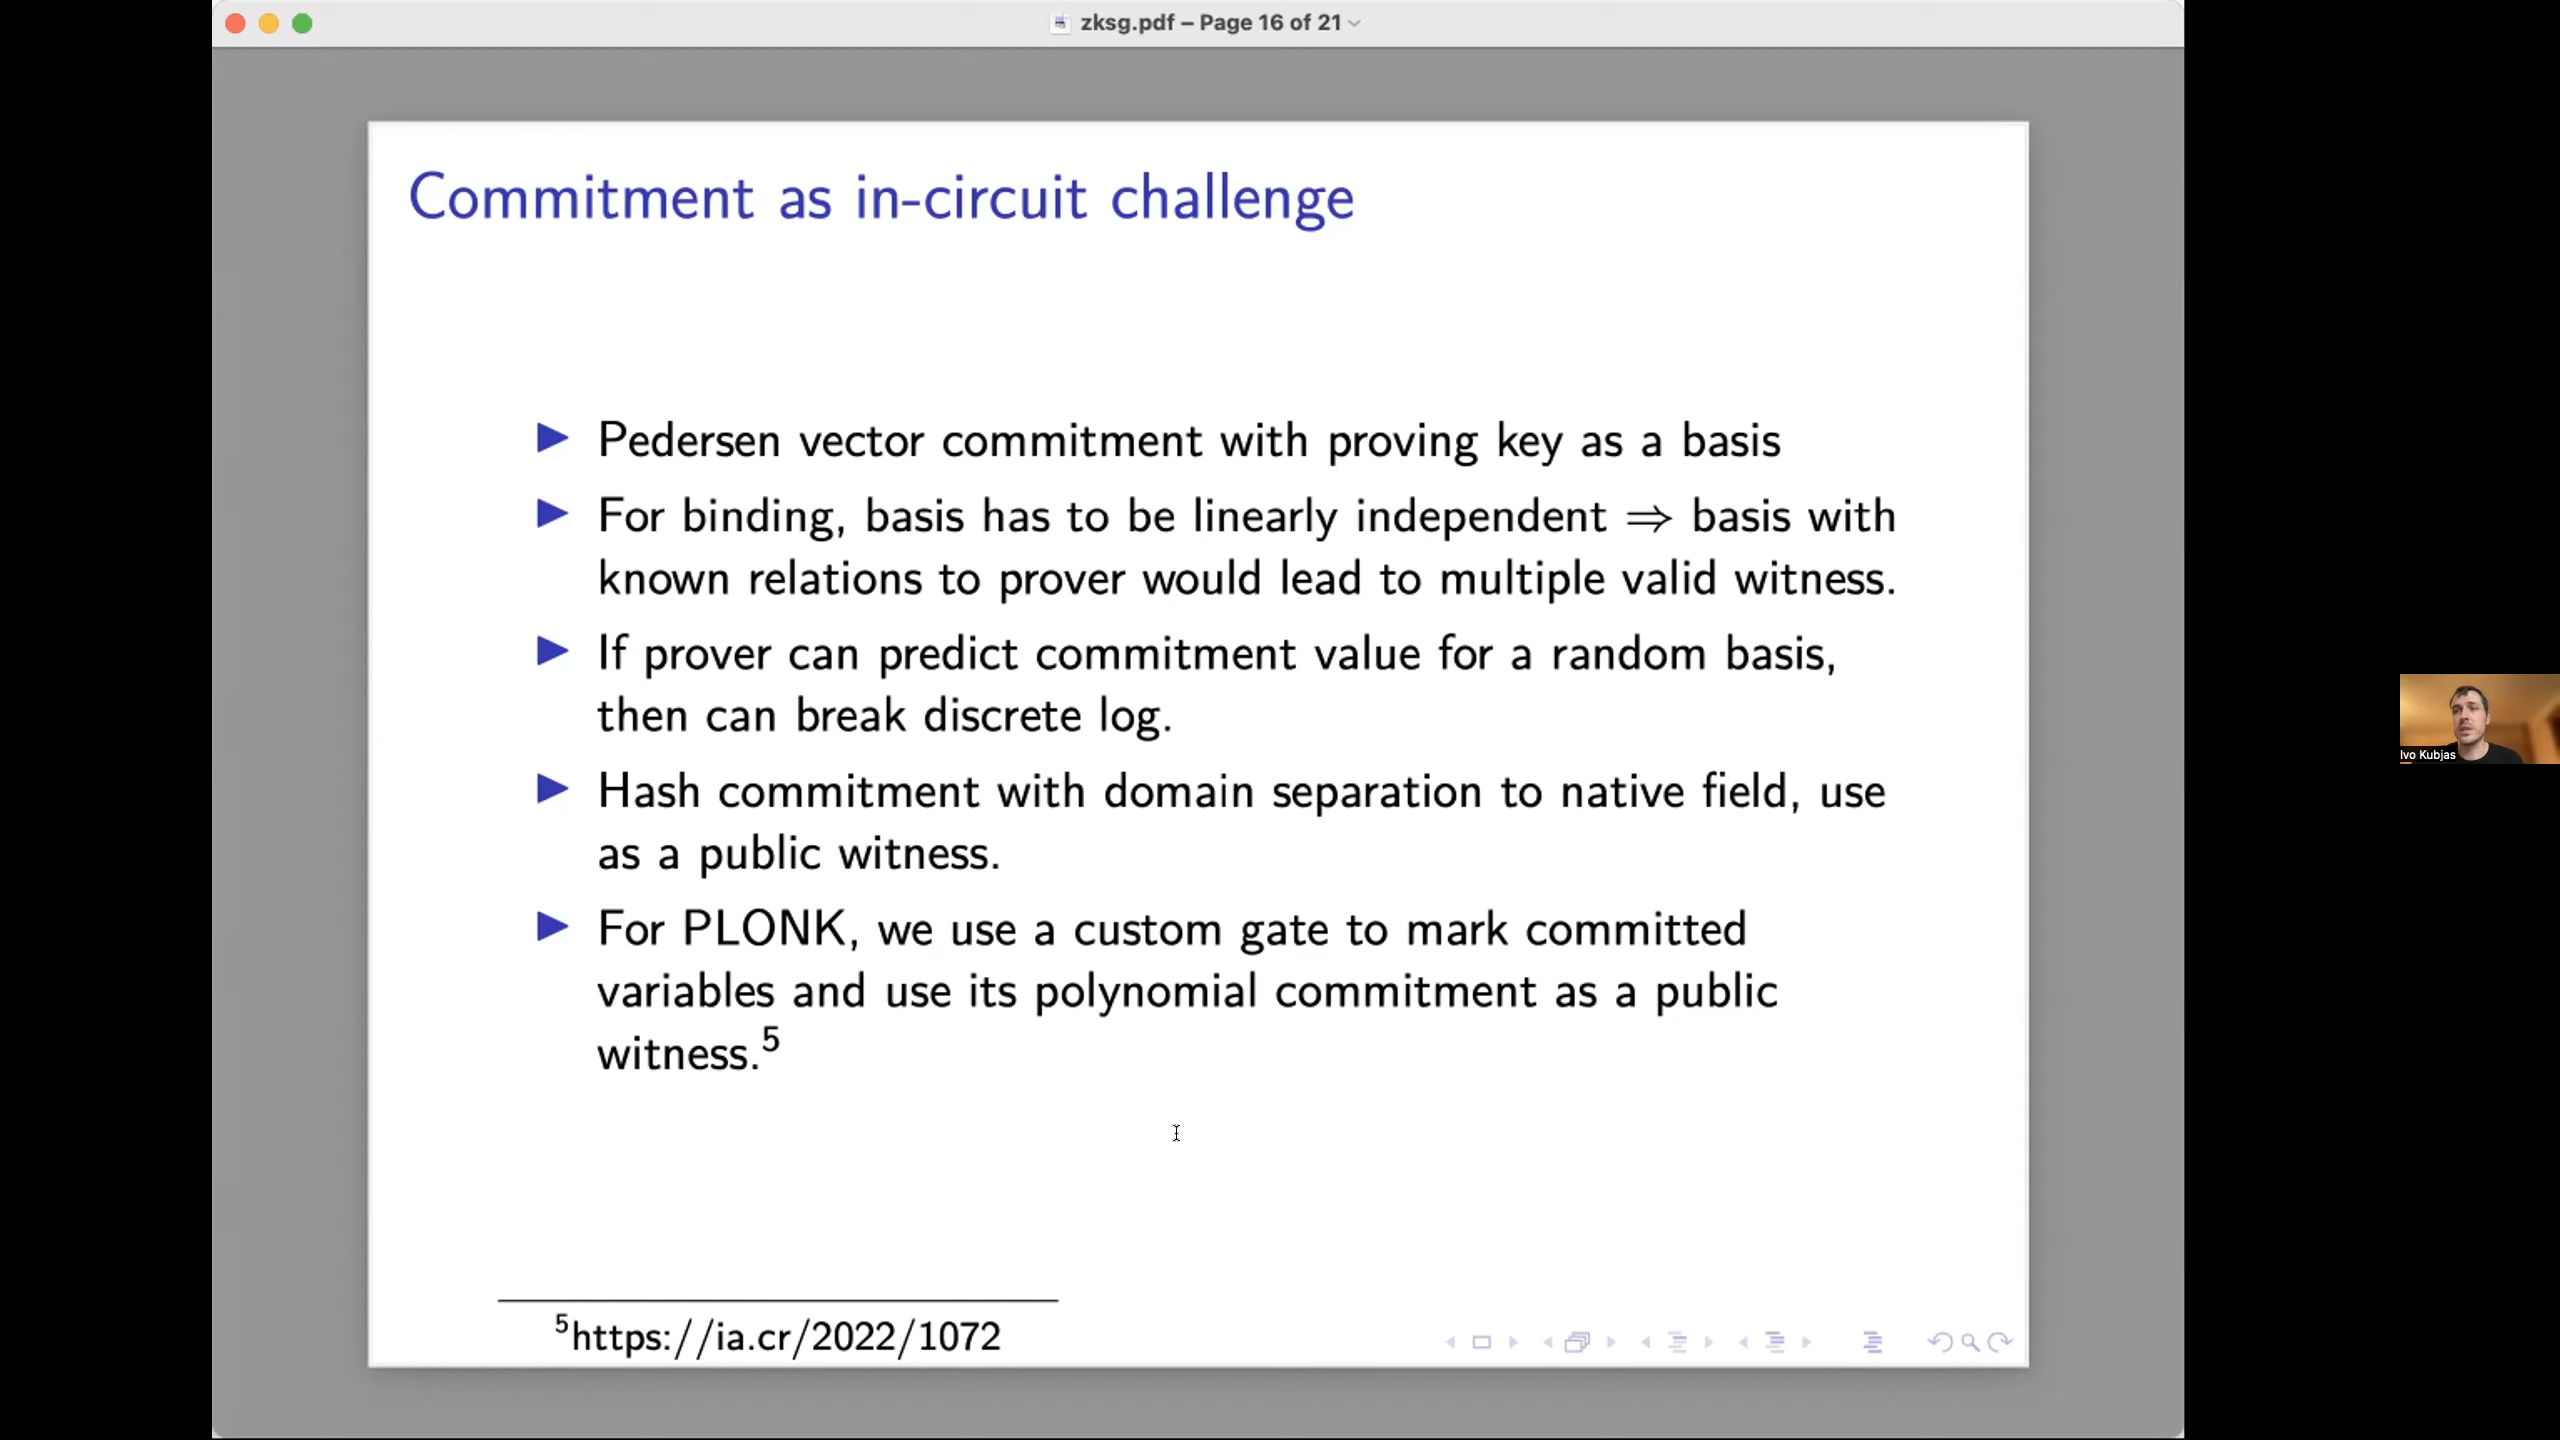 zksg.pdf – Page 16 of 21
Commitment as in-circuit challenge
▶ Pedersen vector commitment with proving key as a basis
▶ For binding, basis has to be linearly independent ⇒ basis with
known relations to prover would lead to multiple valid witness.
▶ If prover can predict commitment value for a random basis,
then can break discrete log.
▶ Hash commitment with domain separation to native field, use
as a public witness.
▶ For PLONK, we use a custom gate to mark committed
variables and use its polynomial commitment as a public
witness.⁵
⁵https://ia.cr/2022/1072
Ivo Kubjas